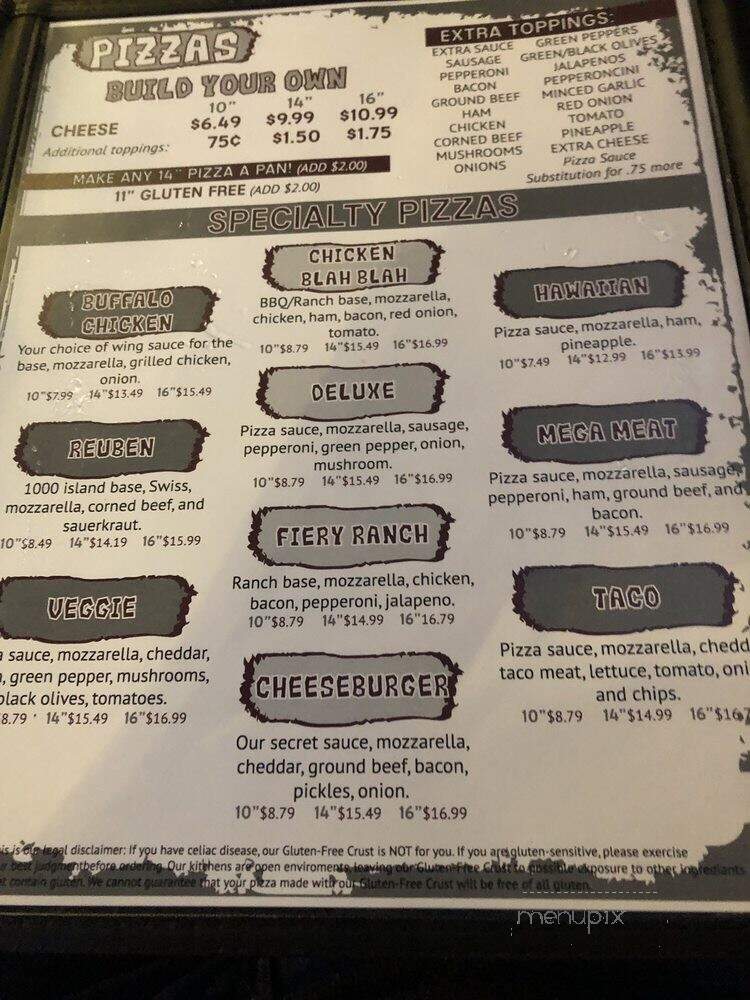 PIZZAS
BUILD YOUR OWN
10" 14" 16"
CHEESE $6.49 $9.99 $10.99
Additional toppings: 75¢ $1.50 $1.75
MAKE ANY 14" PIZZA A PAN! (ADD $2.00)
11" GLUTEN FREE (ADD $2.00)
EXTRA TOPPINGS:
EXTRA SAUCE
SAUSAGE
PEPPERONI
BACON
GROUND BEEF
HAM
CHICKEN
CORNED BEEF
MUSHROOMS
ONIONS
GREEN PEPPERS
GREEN/BLACK OLIVES
JALAPENOS
PEPPERONCINI
MINCED GARLIC
RED ONION
TOMATO
PINEAPPLE
EXTRA CHEESE
Pizza Sauce
Substitution for .75 more
SPECIALTY PIZZAS
BUFFALO
CHICKEN
Your choice of wing sauce for the
base, mozzarella, grilled chicken,
onion.
10"$7.99 14"$13.49 16"$15.49
REUBEN
1000 island base, Swiss,
mozzarella, corned beef, and
sauerkraut.
10"$8.49 14"$14.19 16"$15.99
VEGGIE
sauce, mozzarella, cheddar,
green pepper, mushrooms,
black olives, tomatoes.
8.79 14"$15.49 16"$16.99
CHICKEN
BLAH BLAH
BBQ/Ranch base, mozzarella,
chicken, ham, bacon, red onion,
tomato.
10"$8.79 14"$15.49 16"$16.99
DELUXE
Pizza sauce, mozzarella, sausage,
pepperoni, green pepper, onion,
mushroom.
10"$8.79 14"$15.49 16"$16.99
FIERY RANCH
Ranch base, mozzarella, chicken,
bacon, pepperoni, jalapeno.
10"$8.79 14"$14.99 16"16.79
CHEESEBURGER
Our secret sauce, mozzarella,
cheddar, ground beef, bacon,
pickles, onion.
10"$8.79 14"$15.49 16"$16.99
HAWAIIAN
Pizza sauce, mozzarella, ham,
pineapple.
10"$7.49 14"$12.99 16"$13.99
MEGA MEAT
Pizza sauce, mozzarella, sausage,
pepperoni, ham, ground beef, and
bacon.
10"$8.79 14"$15.49 16"$16.99
TACO
Pizza sauce, mozzarella, chedd
taco meat, lettuce, tomato, oni
and chips.
10"$8.79 14"$14.99 16"$16.7
is is our legal disclaimer: If you have celiac disease, our Gluten-Free Crust is NOT for you. If you are gluten-sensitive, please exercise
ur best judgmentbefore ordering. Our kitchens are open enviroments, leaving our Gluten-Free Crust to possible exposure to other ingredients
at contain gluten. We cannot guarantee that your pizza made with our Gluten-Free Crust will be free of all gluten.
menupix